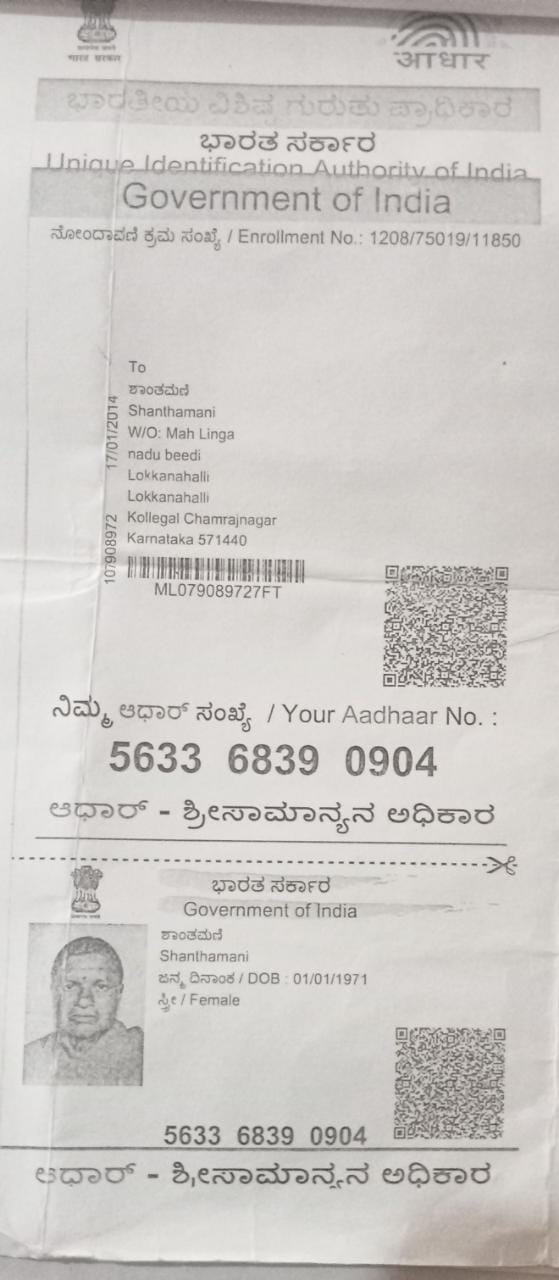 भारत सरकार
आधार
ಭಾರತೀಯ ವಿಶಿಷ್ಟ ಗುರುತು ಪ್ರಾಧಿಕಾರ
ಭಾರತ ಸರ್ಕಾರ
Unique Identification Authority of India
Government of India
ನೋಂದಾವಣಿ ಕ್ರಮ ಸಂಖ್ಯೆ / Enrollment No.: 1208/75019/11850
To
ಶಾಂತಮಣಿ
Shanthamani
W/O: Mah Linga
nadu beedi
Lokkanahalli
Lokkanahalli
Kollegal Chamrajnagar
Karnataka 571440
17/01/2014
107908972
ML079089727FT
ನಿಮ್ಮ ಆಧಾರ್ ಸಂಖ್ಯೆ / Your Aadhaar No. :
5633 6839 0904
ಆಧಾರ್ - ಶ್ರೀಸಾಮಾನ್ಯನ ಅಧಿಕಾರ
ಭಾರತ ಸರ್ಕಾರ
Government of India
ಶಾಂತಮಣಿ
Shanthamani
ಜನ್ಮ ದಿನಾಂಕ / DOB : 01/01/1971
ಸ್ತ್ರೀ / Female
5633 6839 0904
ಆಧಾರ್ - ಶ್ರೀಸಾಮಾನ್ಯನ ಅಧಿಕಾರ